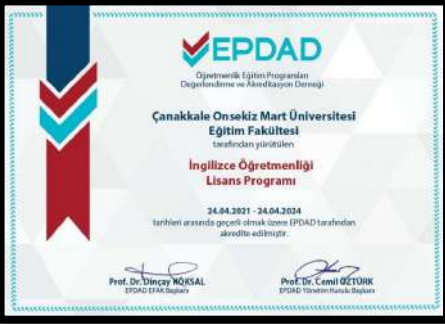 EPDAD
Öğretmenlik Eğitim Programları
Değerlendirme ve Akreditasyon Derneği
Çanakkale Onsekiz Mart Üniversitesi
Eğitim Fakültesi
tarafından yürütülen
İngilizce Öğretmenliği
Lisans Programı
24.04.2021 - 24.04.2024
tarihleri arasında geçerli olmak üzere EPDAD tarafından
akredite edilmiştir.
Prof. Dr. Dinçay KÖKSAL
EPDAD EFAK Başkanı
Prof. Dr. Cemil ÖZTÜRK
EPDAD Yönetim Kurulu Başkanı